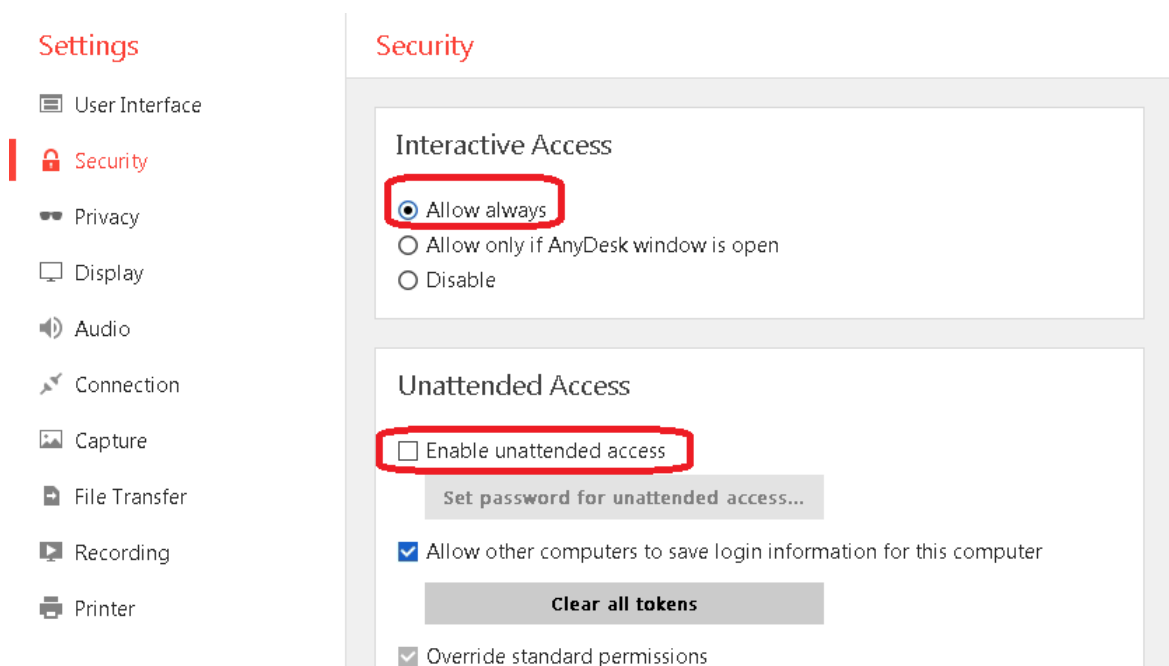 Settings
User Interface
Security
Privacy
Display
Audio
Connection
Capture
File Transfer
Recording
Printer
Security
Interactive Access
Allow always
Allow only if AnyDesk window is open
Disable
Unattended Access
Enable unattended access
Set password for unattended access...
Allow other computers to save login information for this computer
Clear all tokens
Override standard permissions